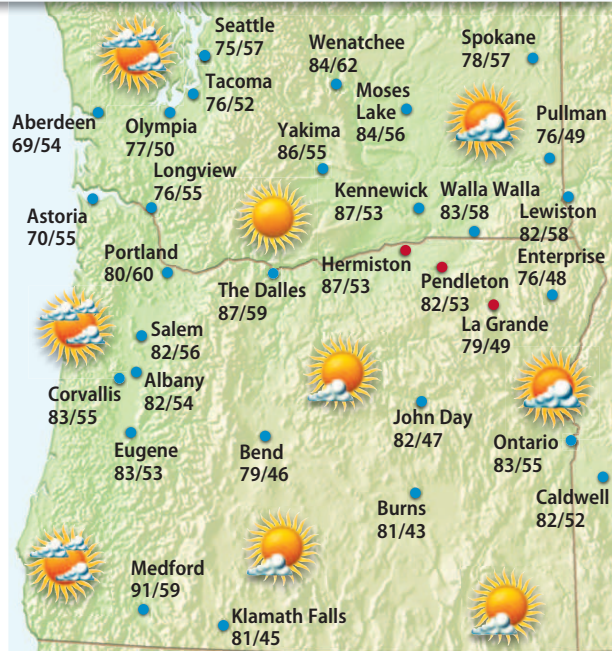 Seattle
75/57
Wenatchee
84/62
Spokane
78/57
Tacoma
76/52
Moses
Lake
84/56
Pullman
76/49
Aberdeen
69/54
Olympia
77/50
Yakima
86/55
Longview
76/55
Kennewick
87/53
Walla Walla
83/58
Lewiston
82/58
Astoria
70/55
Portland
80/60
The Dalles
87/59
Hermiston
87/53
Pendleton
82/53
Enterprise
76/48
La Grande
79/49
Salem
82/56
Albany
82/54
Corvallis
83/55
Eugene
83/53
Bend
79/46
John Day
82/47
Ontario
83/55
Caldwell
82/52
Burns
81/43
Medford
91/59
Klamath Falls
81/45